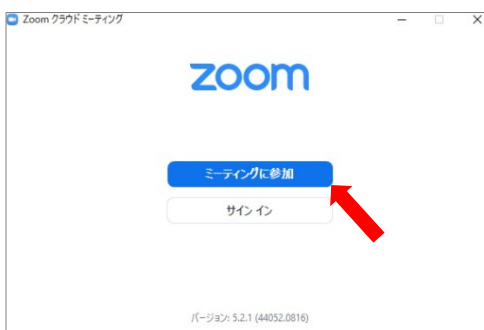 Zoom クラウド ミーティング
zoom
ミーティングに参加
サイン イン
バージョン: 5.2.1 (44052.0816)